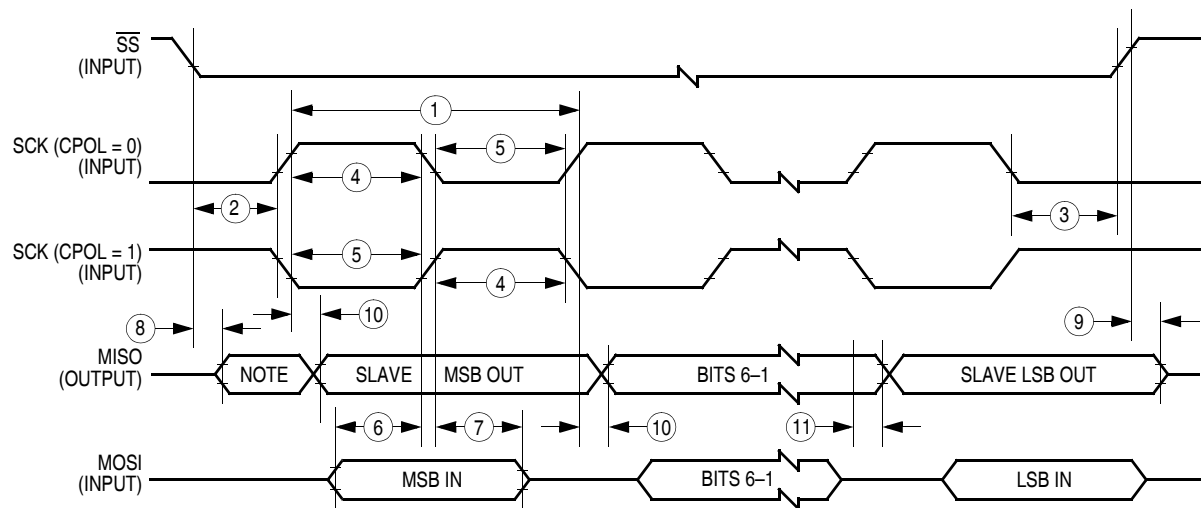 SS
(INPUT)
1
SCK (CPOL = 0)
(INPUT)
5
4
2
3
SCK (CPOL = 1)
(INPUT)
5
4
8
10
9
MISO
(OUTPUT)
NOTE
SLAVE MSB OUT
BITS 6–1
SLAVE LSB OUT
6
7
10
11
MOSI
(INPUT)
MSB IN
BITS 6–1
LSB IN